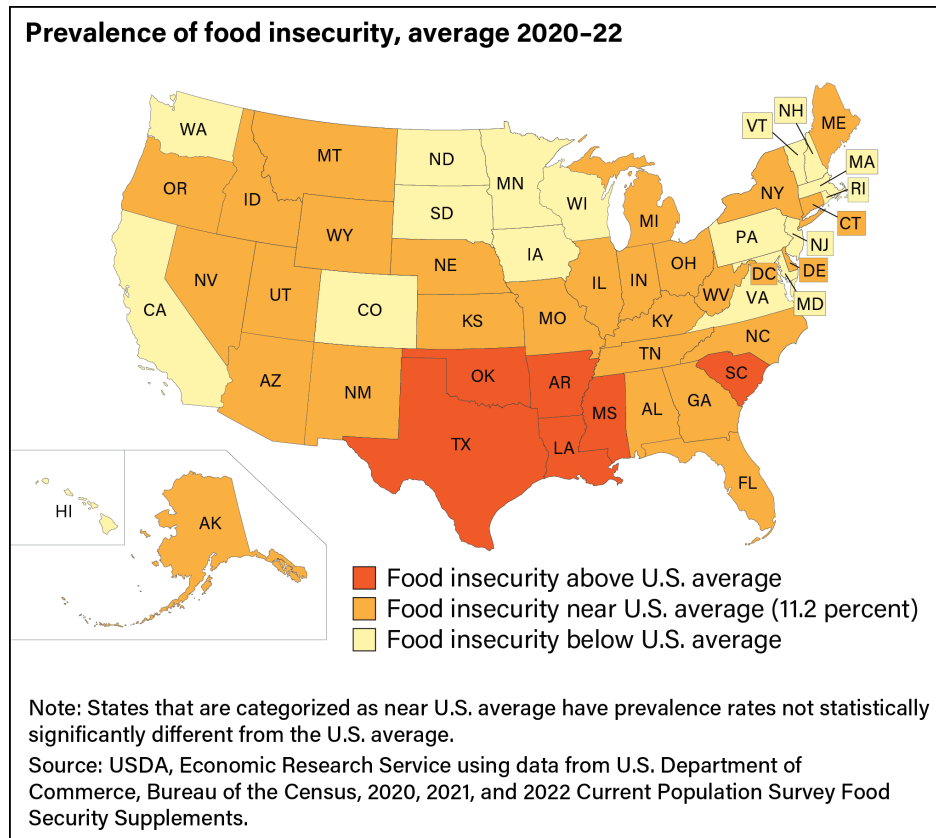 Prevalence of food insecurity, average 2020–22
NH
VT
ME
WA
MT
ND
MN
MA
OR
ID
SD
WI
MI
NY
RI
CT
WY
IA
PA
NJ
NE
NV
UT
IL
IN
OH
DC
DE
CA
CO
WV
VA
MD
KS
MO
KY
NC
TN
AZ
NM
OK
AR
SC
MS
AL
GA
TX
LA
FL
HI
AK
Food insecurity above U.S. average
Food insecurity near U.S. average (11.2 percent)
Food insecurity below U.S. average
Note: States that are categorized as near U.S. average have prevalence rates not statistically
significantly different from the U.S. average.
Source: USDA, Economic Research Service using data from U.S. Department of
Commerce, Bureau of the Census, 2020, 2021, and 2022 Current Population Survey Food
Security Supplements.